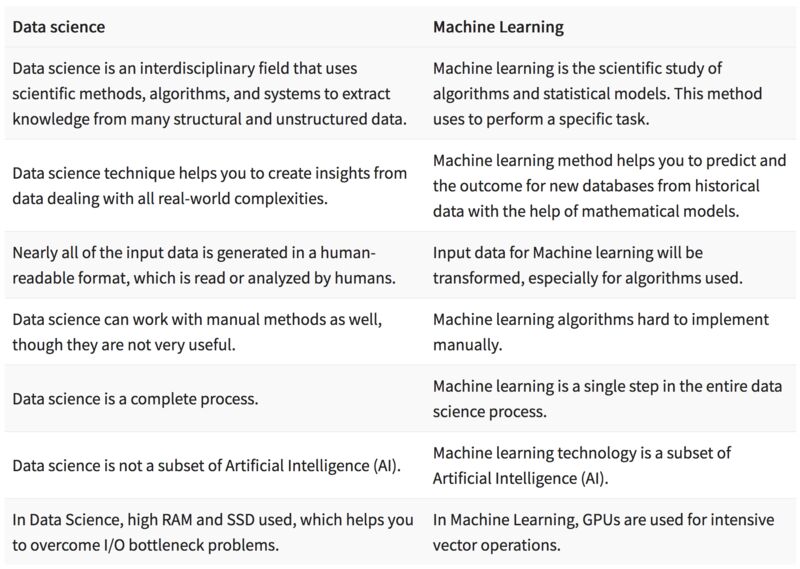 Data science
Machine Learning
Data science is an interdisciplinary field that uses
scientific methods, algorithms, and systems to extract
knowledge from many structural and unstructured data.
Machine learning is the scientific study of
algorithms and statistical models. This method
uses to perform a specific task.
Data science technique helps you to create insights from
data dealing with all real-world complexities.
Machine learning method helps you to predict and
the outcome for new databases from historical
data with the help of mathematical models.
Nearly all of the input data is generated in a human-
readable format, which is read or analyzed by humans.
Input data for Machine learning will be
transformed, especially for algorithms used.
Data science can work with manual methods as well,
though they are not very useful.
Machine learning algorithms hard to implement
manually.
Data science is a complete process.
Machine learning is a single step in the entire data
science process.
Data science is not a subset of Artificial Intelligence (AI).
Machine learning technology is a subset of
Artificial Intelligence (AI).
In Data Science, high RAM and SSD used, which helps you
to overcome I/O bottleneck problems.
In Machine Learning, GPUs are used for intensive
vector operations.